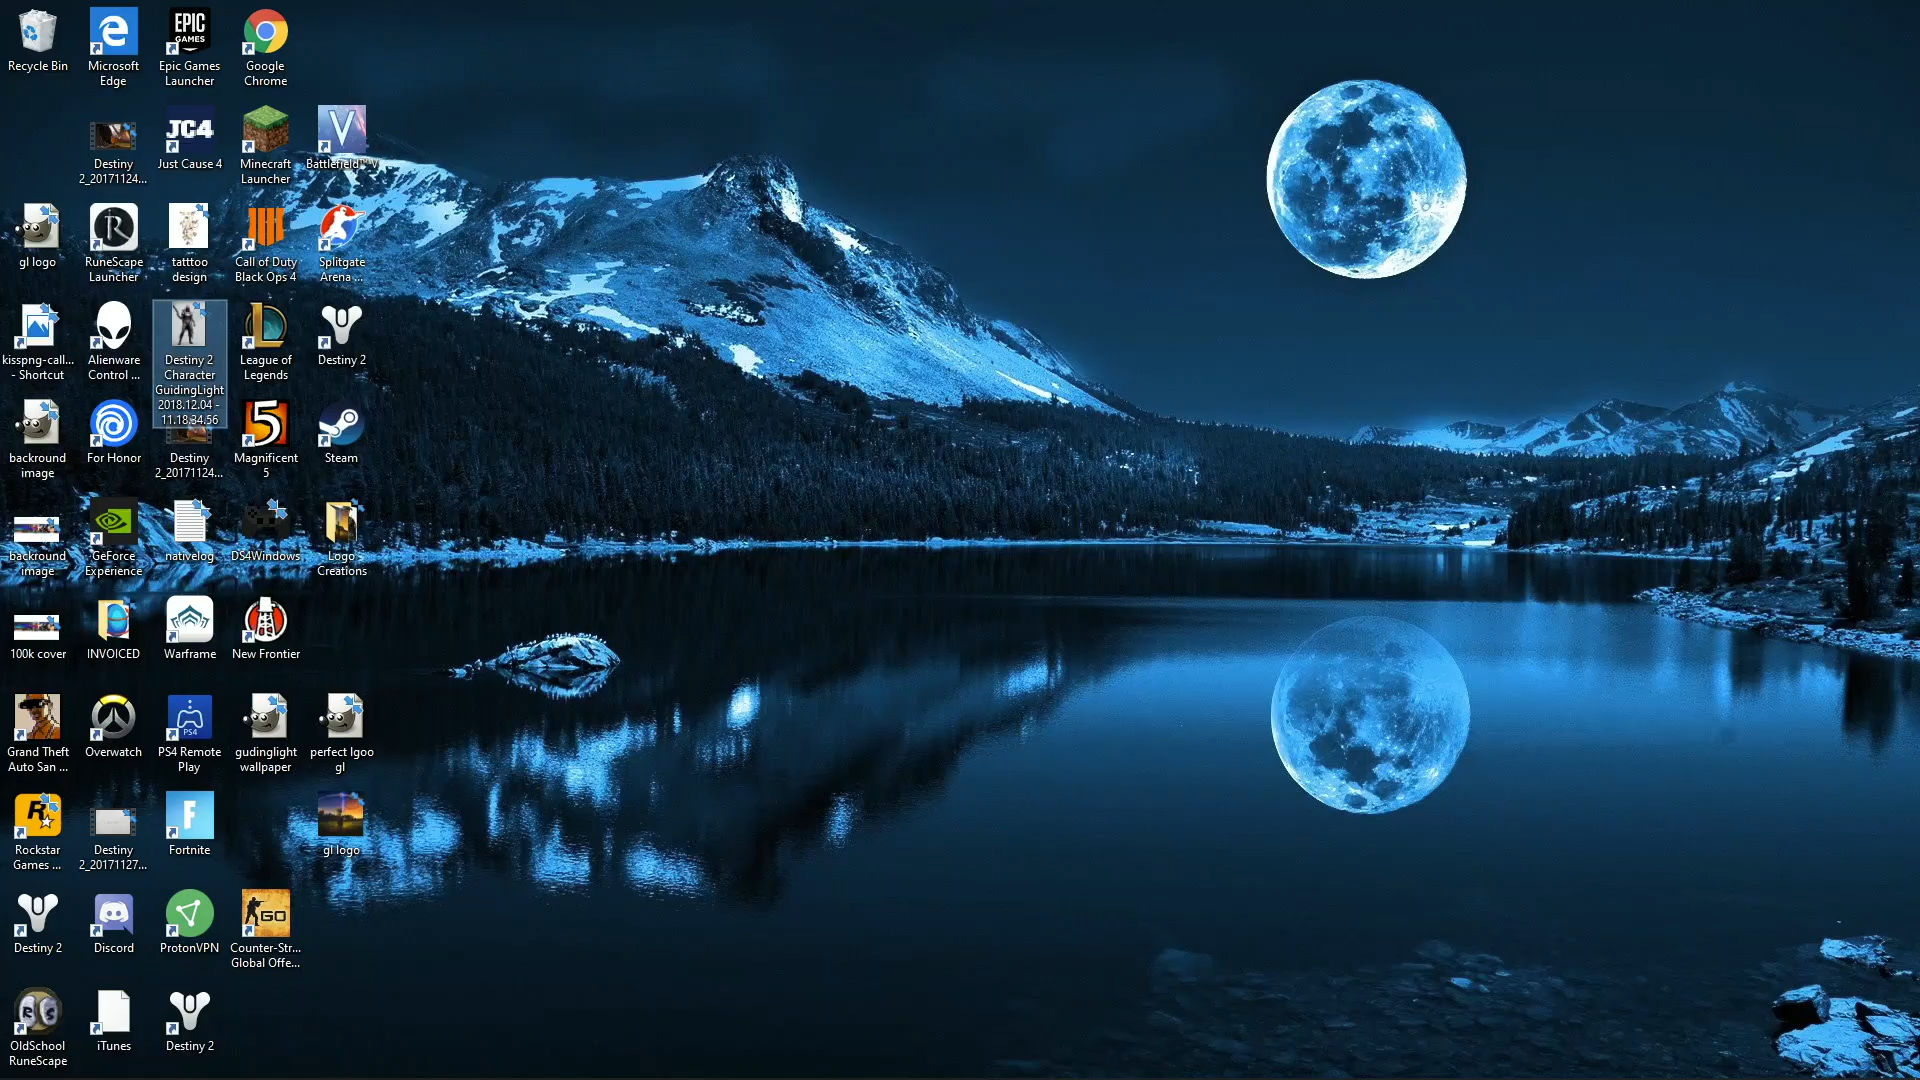 Recycle Bin
Microsoft
Edge
EPIC
GAMES
Epic Games
Launcher
Google
Chrome
Destiny
2_20171124...
JC4
Just Cause 4
Minecraft
Launcher
V
Battlefield™ V
gl logo
R
RuneScape
Launcher
tatttoo
design
IIII
Call of Duty
Black Ops 4
Splitgate
Arena ...
kisspng-call...
- Shortcut
Alienware
Control ...
Destiny 2
Character
GuidingLight
2018.12.04 -
11.18.34.56
League of
Legends
Destiny 2
backround
image
For Honor
Destiny
2_20171124...
5
Magnificent
5
Steam
backround
image
GeForce
Experience
nativelog
DS4Windows
Logo
Creations
100k cover
INVOICED
Warframe
New Frontier
Grand Theft
Auto San ...
Overwatch
PS4
PS4 Remote
Play
gudinglight
wallpaper
perfect lgoo
gl
R
Rockstar
Games ...
Destiny
2_20171127...
F
Fortnite
gl logo
Destiny 2
Discord
ProtonVPN
GO
Counter-Str...
Global Offe...
RS
OldSchool
RuneScape
iTunes
Destiny 2